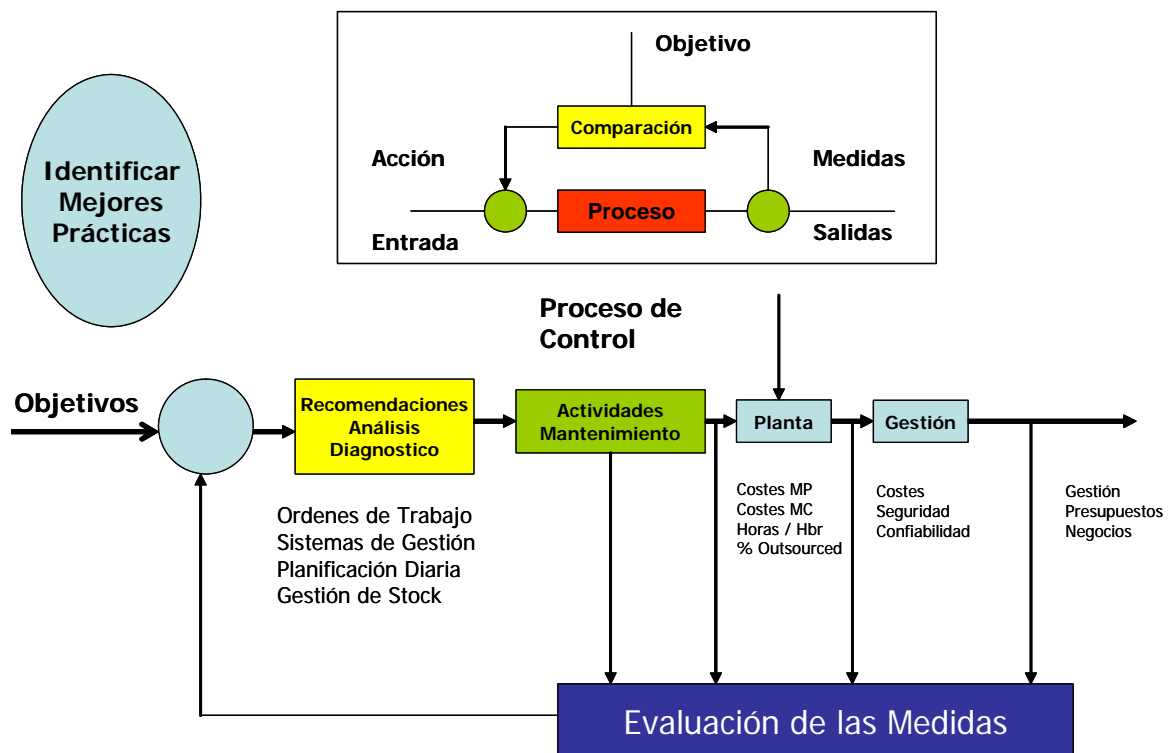 Objetivo
Comparación
Acción
Medidas
Proceso
Entrada
Salidas
Identificar
Mejores
Prácticas
Proceso de
Control
Objetivos
Recomendaciones
Análisis
Diagnostico
Actividades
Mantenimiento
Planta
Gestión
Ordenes de Trabajo
Sistemas de Gestión
Planificación Diaria
Gestión de Stock
Costes MP
Costes MC
Horas / Hbr
% Outsourced
Costes
Seguridad
Confiabilidad
Gestión
Presupuestos
Negocios
Evaluación de las Medidas